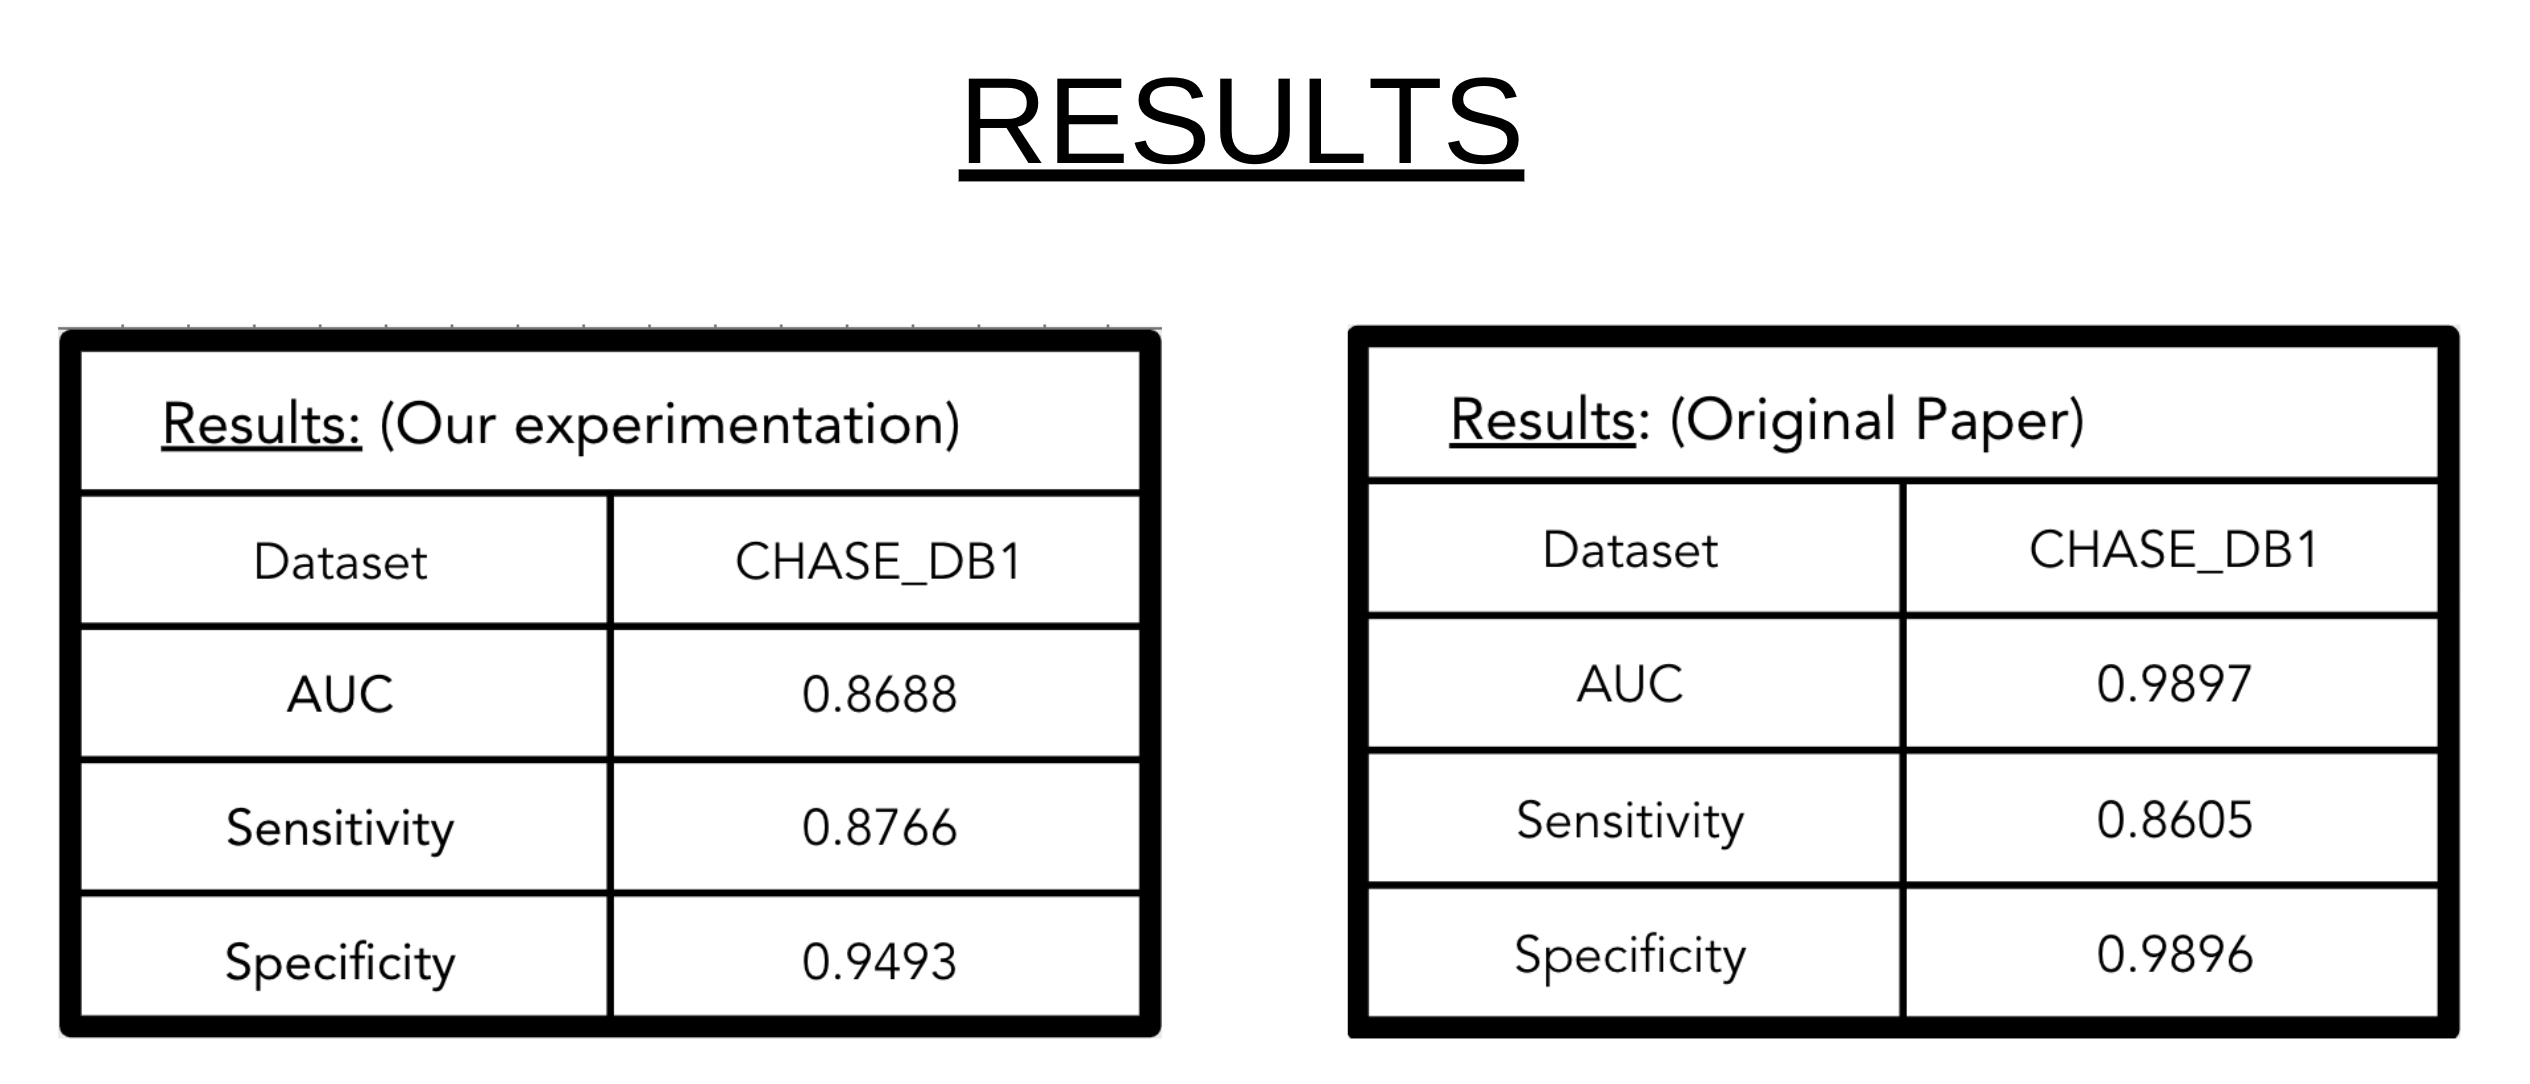 RESULTS
Results: (Our experimentation)
Dataset CHASE_DB1
AUC 0.8688
Sensitivity 0.8766
Specificity 0.9493
Results: (Original Paper)
Dataset CHASE_DB1
AUC 0.9897
Sensitivity 0.8605
Specificity 0.9896